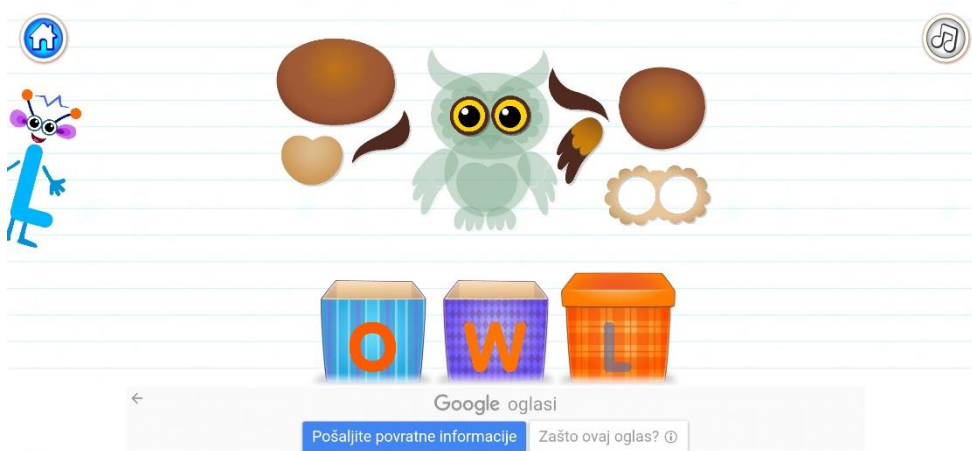 O W L
Google oglasi
Pošaljite povratne informacije
Zašto ovaj oglas?